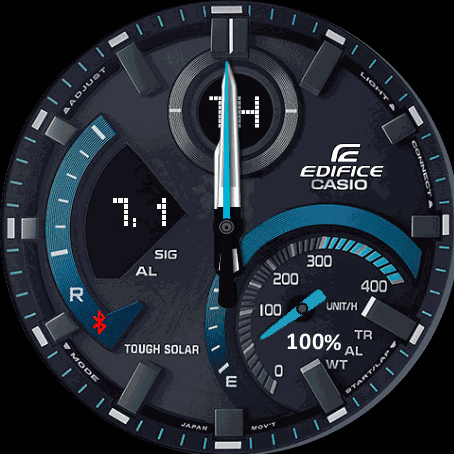 ADJUST
LIGHT
TH
CONNECT
EDIFICE
CASIO
7. 1
SIG
AL
300
200
400
100
UNIT/H
R
TR
100%
AL
TOUGH SOLAR
WT
0
E
MODE
START/LAP
JAPAN MOV'T